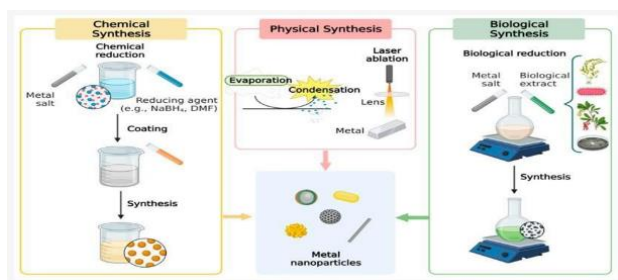 Chemical
Synthesis
Chemical
reduction
Metal
salt
Reducing agent
(e.g., NaBH₄, DMF)
Coating
Synthesis
Physical Synthesis
Laser
ablation
Evaporation
Condensation
Lens
Metal
Metal
nanoparticles
Biological
Synthesis
Biological reduction
Metal
salt
Biological
extract
Synthesis